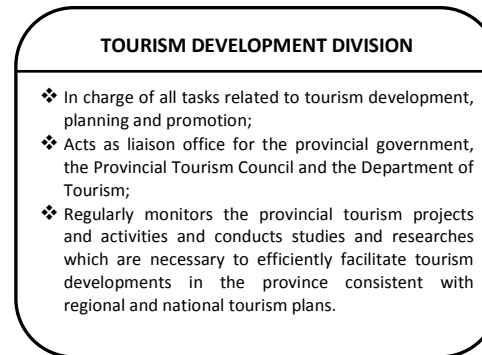 TOURISM DEVELOPMENT DIVISION
❖ In charge of all tasks related to tourism development,
planning and promotion;
❖ Acts as liaison office for the provincial government,
the Provincial Tourism Council and the Department of
Tourism;
❖ Regularly monitors the provincial tourism projects
and activities and conducts studies and researches
which are necessary to efficiently facilitate tourism
developments in the province consistent with
regional and national tourism plans.